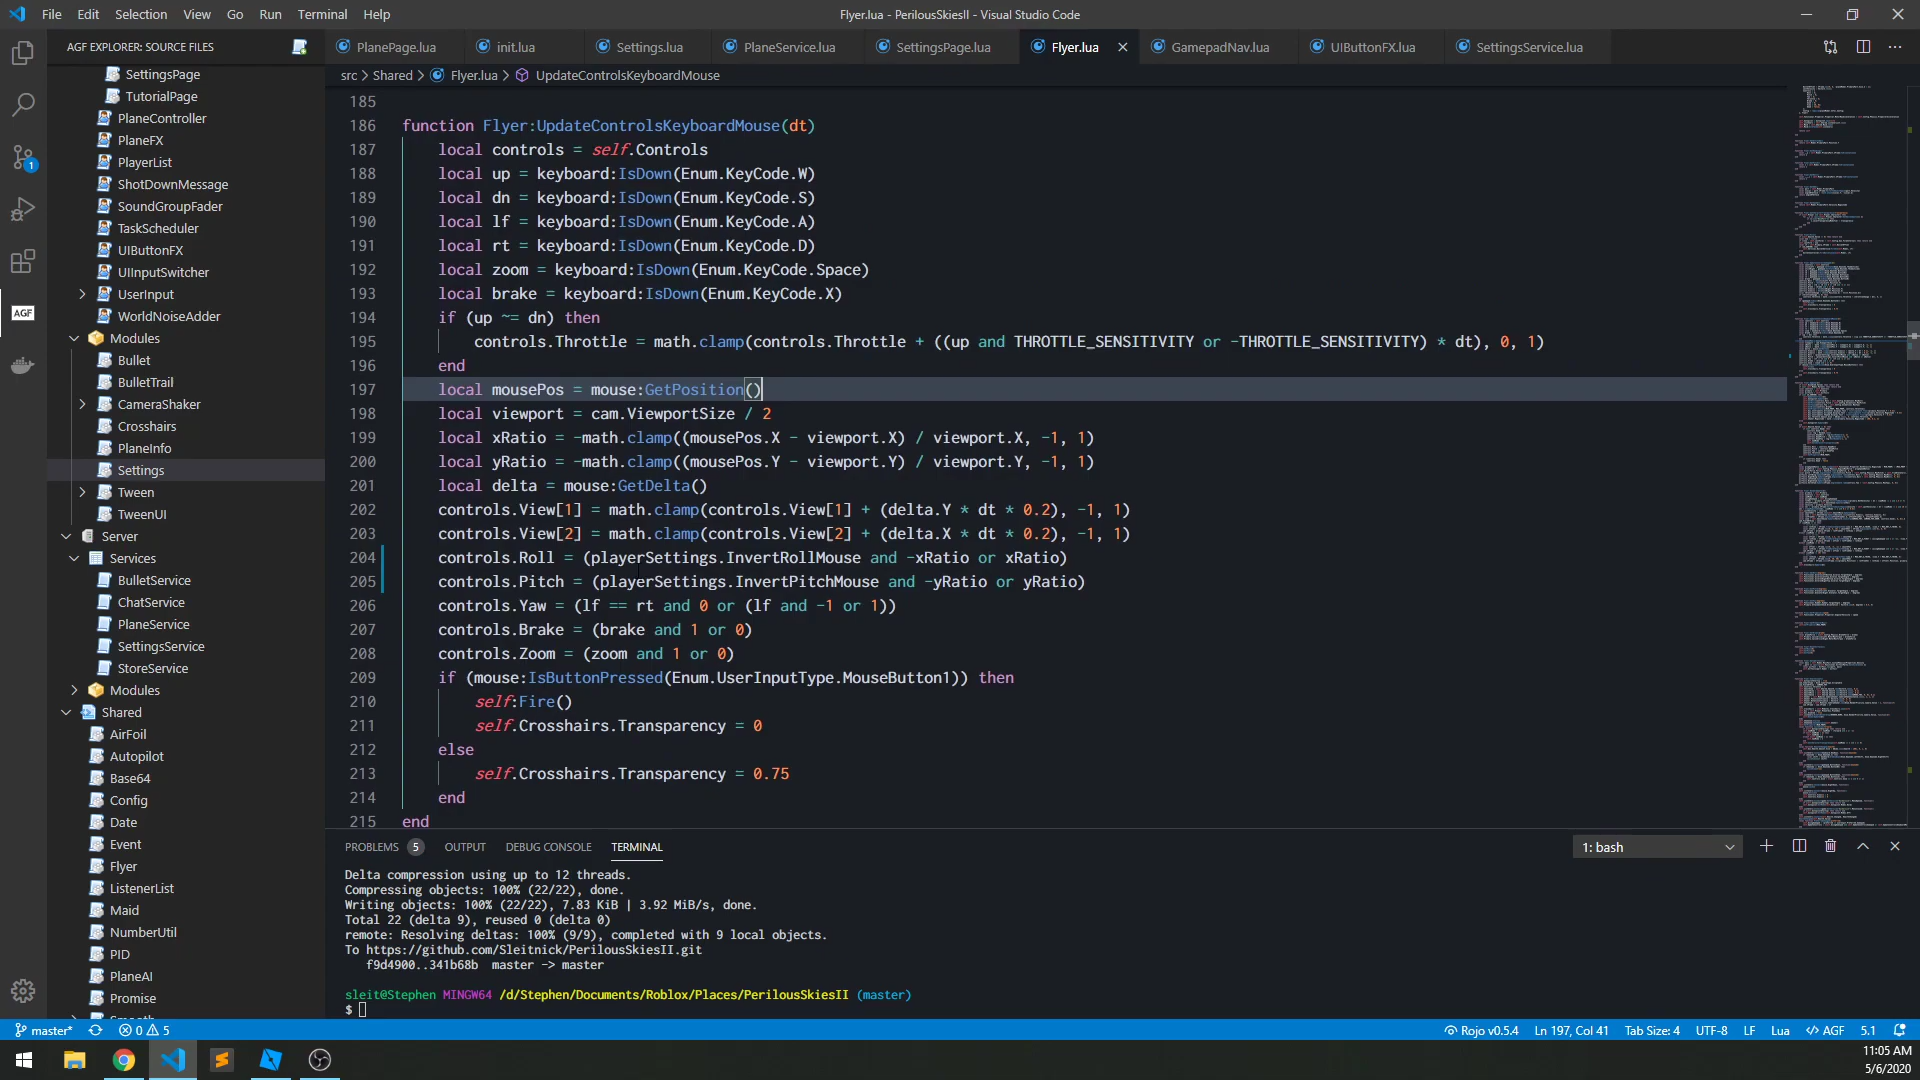 File Edit Selection View Go Run Terminal Help
Flyer.lua - PerilousSkiesII - Visual Studio Code
AGF EXPLORER: SOURCE FILES
PlanePage.lua
init.lua
Settings.lua
PlaneService.lua
SettingsPage.lua
Flyer.lua
GamepadNav.lua
UIButtonFX.lua
SettingsService.lua
src > Shared > Flyer.lua > UpdateControlsKeyboardMouse
SettingsPage
TutorialPage
PlaneController
PlaneFX
PlayerList
ShotDownMessage
SoundGroupFader
TaskScheduler
UIButtonFX
UIInputSwitcher
UserInput
WorldNoiseAdder
Modules
Bullet
BulletTrail
CameraShaker
Crosshairs
PlaneInfo
Settings
Tween
TweenUI
Server
Services
BulletService
ChatService
PlaneService
SettingsService
StoreService
Modules
Shared
AirFoil
Autopilot
Base64
Config
Date
Event
Flyer
ListenerList
Maid
NumberUtil
PID
PlaneAI
Promise
1
AGF
185
186 function Flyer:UpdateControlsKeyboardMouse(dt)
187 local controls = self.Controls
188 local up = keyboard:IsDown(Enum.KeyCode.W)
189 local dn = keyboard:IsDown(Enum.KeyCode.S)
190 local lf = keyboard:IsDown(Enum.KeyCode.A)
191 local rt = keyboard:IsDown(Enum.KeyCode.D)
192 local zoom = keyboard:IsDown(Enum.KeyCode.Space)
193 local brake = keyboard:IsDown(Enum.KeyCode.X)
194 if (up ~= dn) then
195 controls.Throttle = math.clamp(controls.Throttle + ((up and THROTTLE_SENSITIVITY or -THROTTLE_SENSITIVITY) * dt), 0, 1)
196 end
197 local mousePos = mouse:GetPosition()
198 local viewport = cam.ViewportSize / 2
199 local xRatio = -math.clamp((mousePos.X - viewport.X) / viewport.X, -1, 1)
200 local yRatio = -math.clamp((mousePos.Y - viewport.Y) / viewport.Y, -1, 1)
201 local delta = mouse:GetDelta()
202 controls.View[1] = math.clamp(controls.View[1] + (delta.Y * dt * 0.2), -1, 1)
203 controls.View[2] = math.clamp(controls.View[2] + (delta.X * dt * 0.2), -1, 1)
204 controls.Roll = (playerSettings.InvertRollMouse and -xRatio or xRatio)
205 controls.Pitch = (playerSettings.InvertPitchMouse and -yRatio or yRatio)
206 controls.Yaw = (lf == rt and 0 or (lf and -1 or 1))
207 controls.Brake = (brake and 1 or 0)
208 controls.Zoom = (zoom and 1 or 0)
209 if (mouse:IsButtonPressed(Enum.UserInputType.MouseButton1)) then
210 self:Fire()
211 self.Crosshairs.Transparency = 0
212 else
213 self.Crosshairs.Transparency = 0.75
214 end
215 end
PROBLEMS 5 OUTPUT DEBUG CONSOLE TERMINAL
1: bash
Delta compression using up to 12 threads.
Compressing objects: 100% (22/22), done.
Writing objects: 100% (22/22), 7.83 KiB | 3.92 MiB/s, done.
Total 22 (delta 9), reused 0 (delta 0)
remote: Resolving deltas: 100% (9/9), completed with 9 local objects.
To https://github.com/Sleitnick/PerilousSkiesII.git
f9d4900..341b68b master -> master
sleit@Stephen MINGW64 /d/Stephen/Documents/Roblox/Places/PerilousSkiesII (master)
$
master* 0 5
Rojo v0.5.4 Ln 197, Col 41 Tab Size: 4 UTF-8 LF Lua AGF 5.1
11:05 AM
5/6/2020